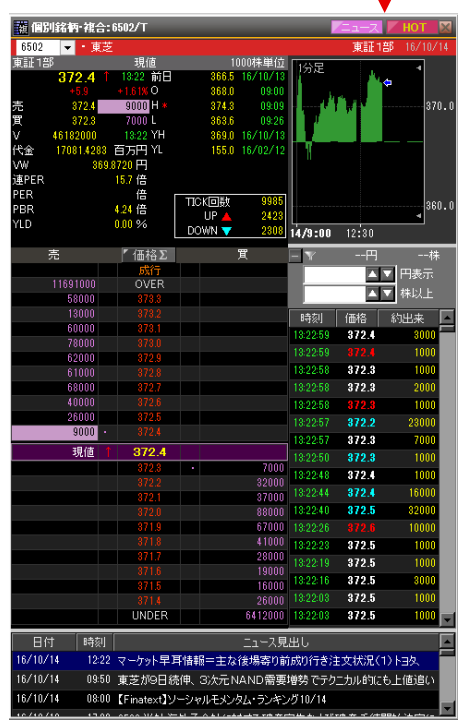 個別銘柄・複合:6502/T ニュース HOT
6502 ・東芝 東証1部 16/10/14
東証1部 現値 1000株単位
372.4 ↑ 13:22 前日 366.5 16/10/13
+5.9 +1.61% O 368.0 09:00
売 372.4 9000 H * 374.3 09:09
買 372.3 7000 L 363.6 09:26
V 46182000 13:22 YH 369.0 16/10/13
代金 17081.4283 百万円 YL 155.0 16/02/12
VW 369.8720 円
連PER 15.7 倍
PER 倍
PBR 4.24 倍
YLD 0.00 %
TICK回数 9985
UP ▲ 2423
DOWN ▼ 2308
1分足
370.0
360.0
14/9:00 12:30
売 価格Σ 買
成行
11691000 OVER
58000 373.3
13000 373.2
60000 373.1
78000 373.0
62000 372.9
61000 372.8
68000 372.7
40000 372.6
26000 372.5
9000 372.4
現値 ↑ 372.4
372.3 7000
372.2 32000
372.1 37000
372.0 88000
371.9 67000
371.8 41000
371.7 28000
371.6 19000
371.5 16000
371.4 26000
UNDER 6412000
--円 --株
円表示
株以上
時刻 価格 約出来
13:22:59 372.4 3000
13:22:59 372.4 1000
13:22:58 372.3 1000
13:22:58 372.3 2000
13:22:58 372.3 1000
13:22:57 372.2 23000
13:22:57 372.3 7000
13:22:50 372.3 1000
13:22:48 372.4 1000
13:22:44 372.4 16000
13:22:40 372.5 32000
13:22:26 372.6 10000
13:22:23 372.5 1000
13:22:19 372.5 1000
13:22:16 372.5 3000
13:22:03 372.5 1000
13:22:03 372.5 1000
日付 時刻 ニュース見出し
16/10/14 12:22 マーケット早耳情報=主な後場寄り前成り行き注文状況(1)トヨタ、
16/10/14 09:50 東芝が9日続伸、3次元NAND需要増勢でテクニカル的にも上値追い
16/10/14 08:00 【Finatext】ソーシャルモメンタム・ランキング10/14